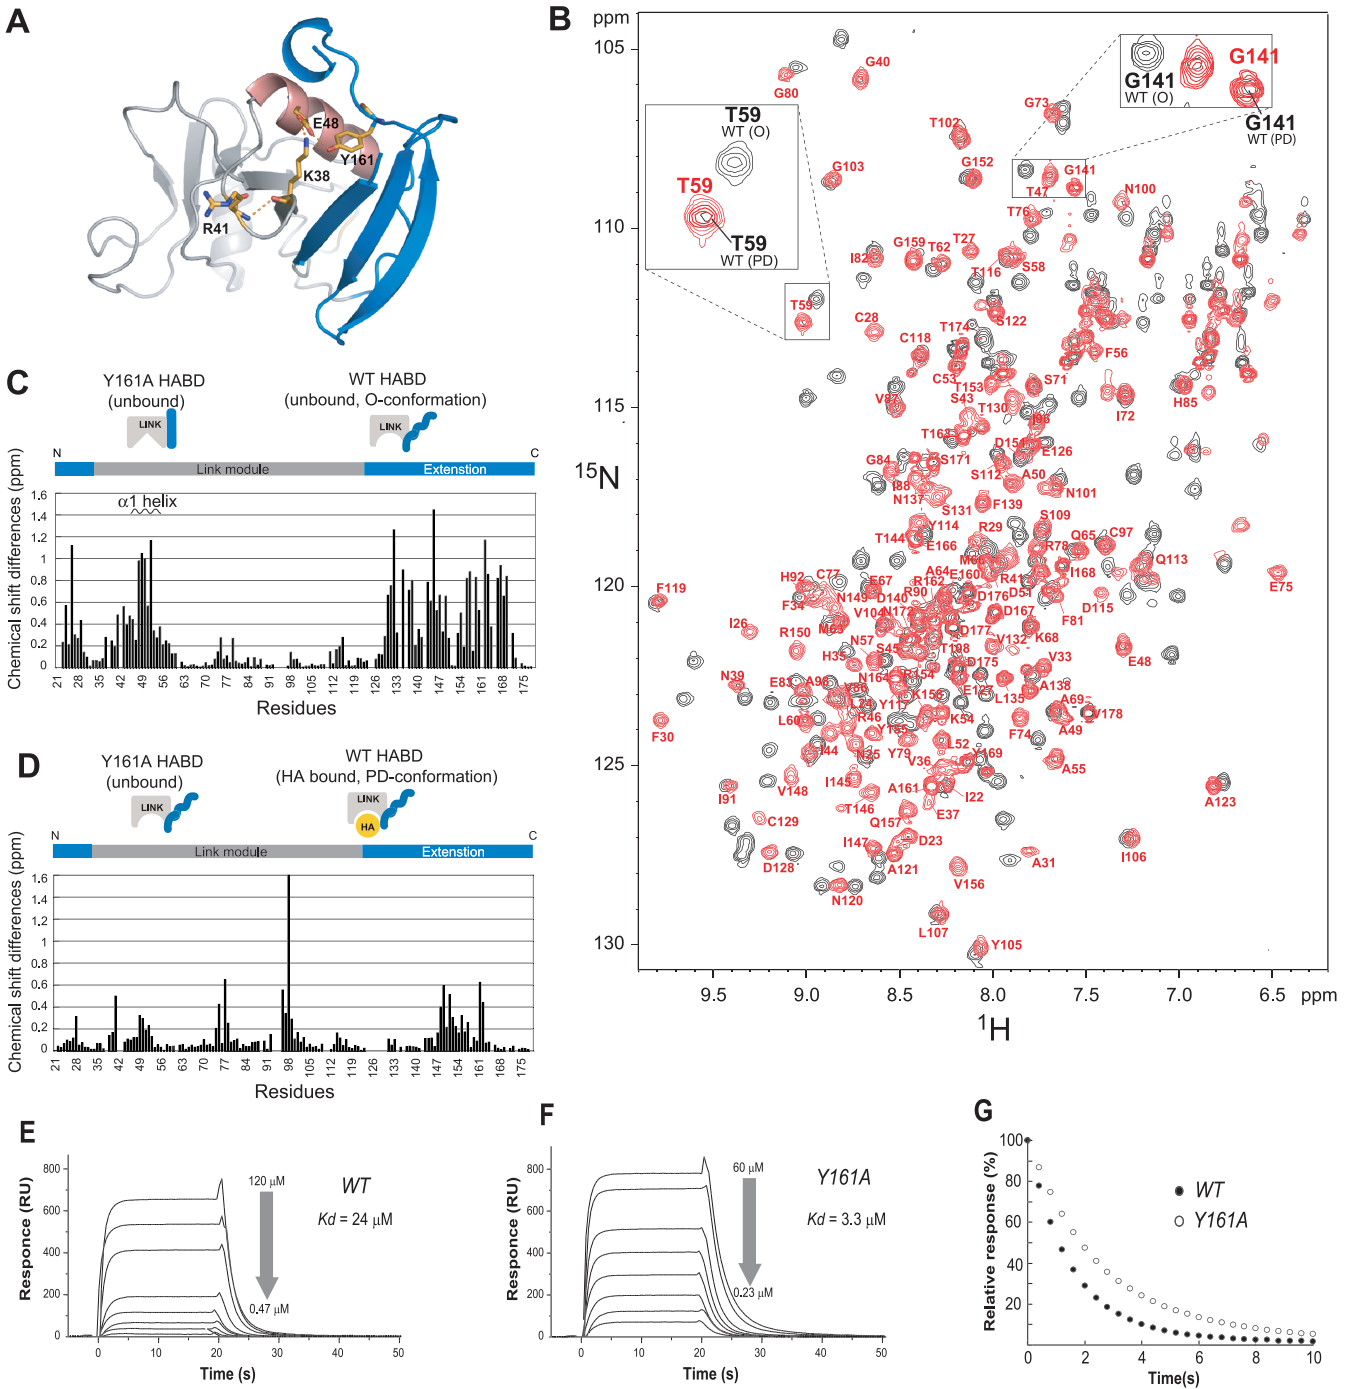 A
E48
Y161
K38
R41
B
ppm
105
110
115
120
125
130
15N
9.5
9.0
8.5
8.0
7.5
7.0
6.5
ppm
1H
T59
WT (O)
T59
T59
WT (PD)
G141
WT (O)
G141
G141
WT (PD)
G40
G80
G73
T102
G103
G152
G141
T47
N100
T76
I82
G159
T62
T27
T116
S58
T59
C28
S122
T174
C118
F56
C53
T153
S71
S43
V87
T130
I72
H85
I96
T163
D151
E126
G84
S171
A50
S112
I88
N137
N101
F139
S131
S109
Y114
R29
C97
T144
E166
R78
Q65
Q113
A64
E160
R41
I168
H92
C77
E67
R162
D51
E75
F119
D140
R90
D176
D115
F34
N149
N172
D167
F81
V104
I26
M63
D177
V132
K68
R150
N57
S45
T108
E48
H35
D175
V33
N164
R154
N39
E83
E127
A138
L135
L24
Y117
A69
V178
L60
R46
K54
F30
F74
A49
I44
Y79
L52
Y169
V36
A55
I145
I91
V148
A161
I22
T146
E37
A123
C129
Q157
D23
I147
A31
I106
D128
A121
V156
N120
L107
Y105
C
Y161A HABD
(unbound)
WT HABD
(unbound, O-conformation)
LINK
LINK
N
C
Link module
Extenstion
Chemical shift differences (ppm)
1.6
1.4
1.2
1
0.8
0.6
0.4
0.2
0
α1 helix
21 28 35 42 49 56 63 70 77 84 91 98 105 112 119 126 133 140 147 154 161 168 175
Residues
D
Y161A HABD
(unbound)
WT HABD
(HA bound, PD-conformation)
LINK
LINK
HA
N
C
Link module
Extenstion
Chemical shift differences (ppm)
1.6
1.4
1.2
1
0.8
0.6
0.4
0.2
0
21 28 35 42 49 56 63 70 77 84 91 98 105 112 119 126 133 140 147 154 161 168 175
Residues
E
Responce (RU)
800
600
400
200
0
120 μM
0.47 μM
WT
Kd = 24 μM
0 10 20 30 40 50
Time (s)
F
Responce (RU)
800
600
400
200
0
60 μM
0.23 μM
Y161A
Kd = 3.3 μM
0 10 20 30 40 50
Time (s)
G
Relative response (%)
100
80
60
40
20
WT
Y161A
0 2 4 6 8 10
Time(s)